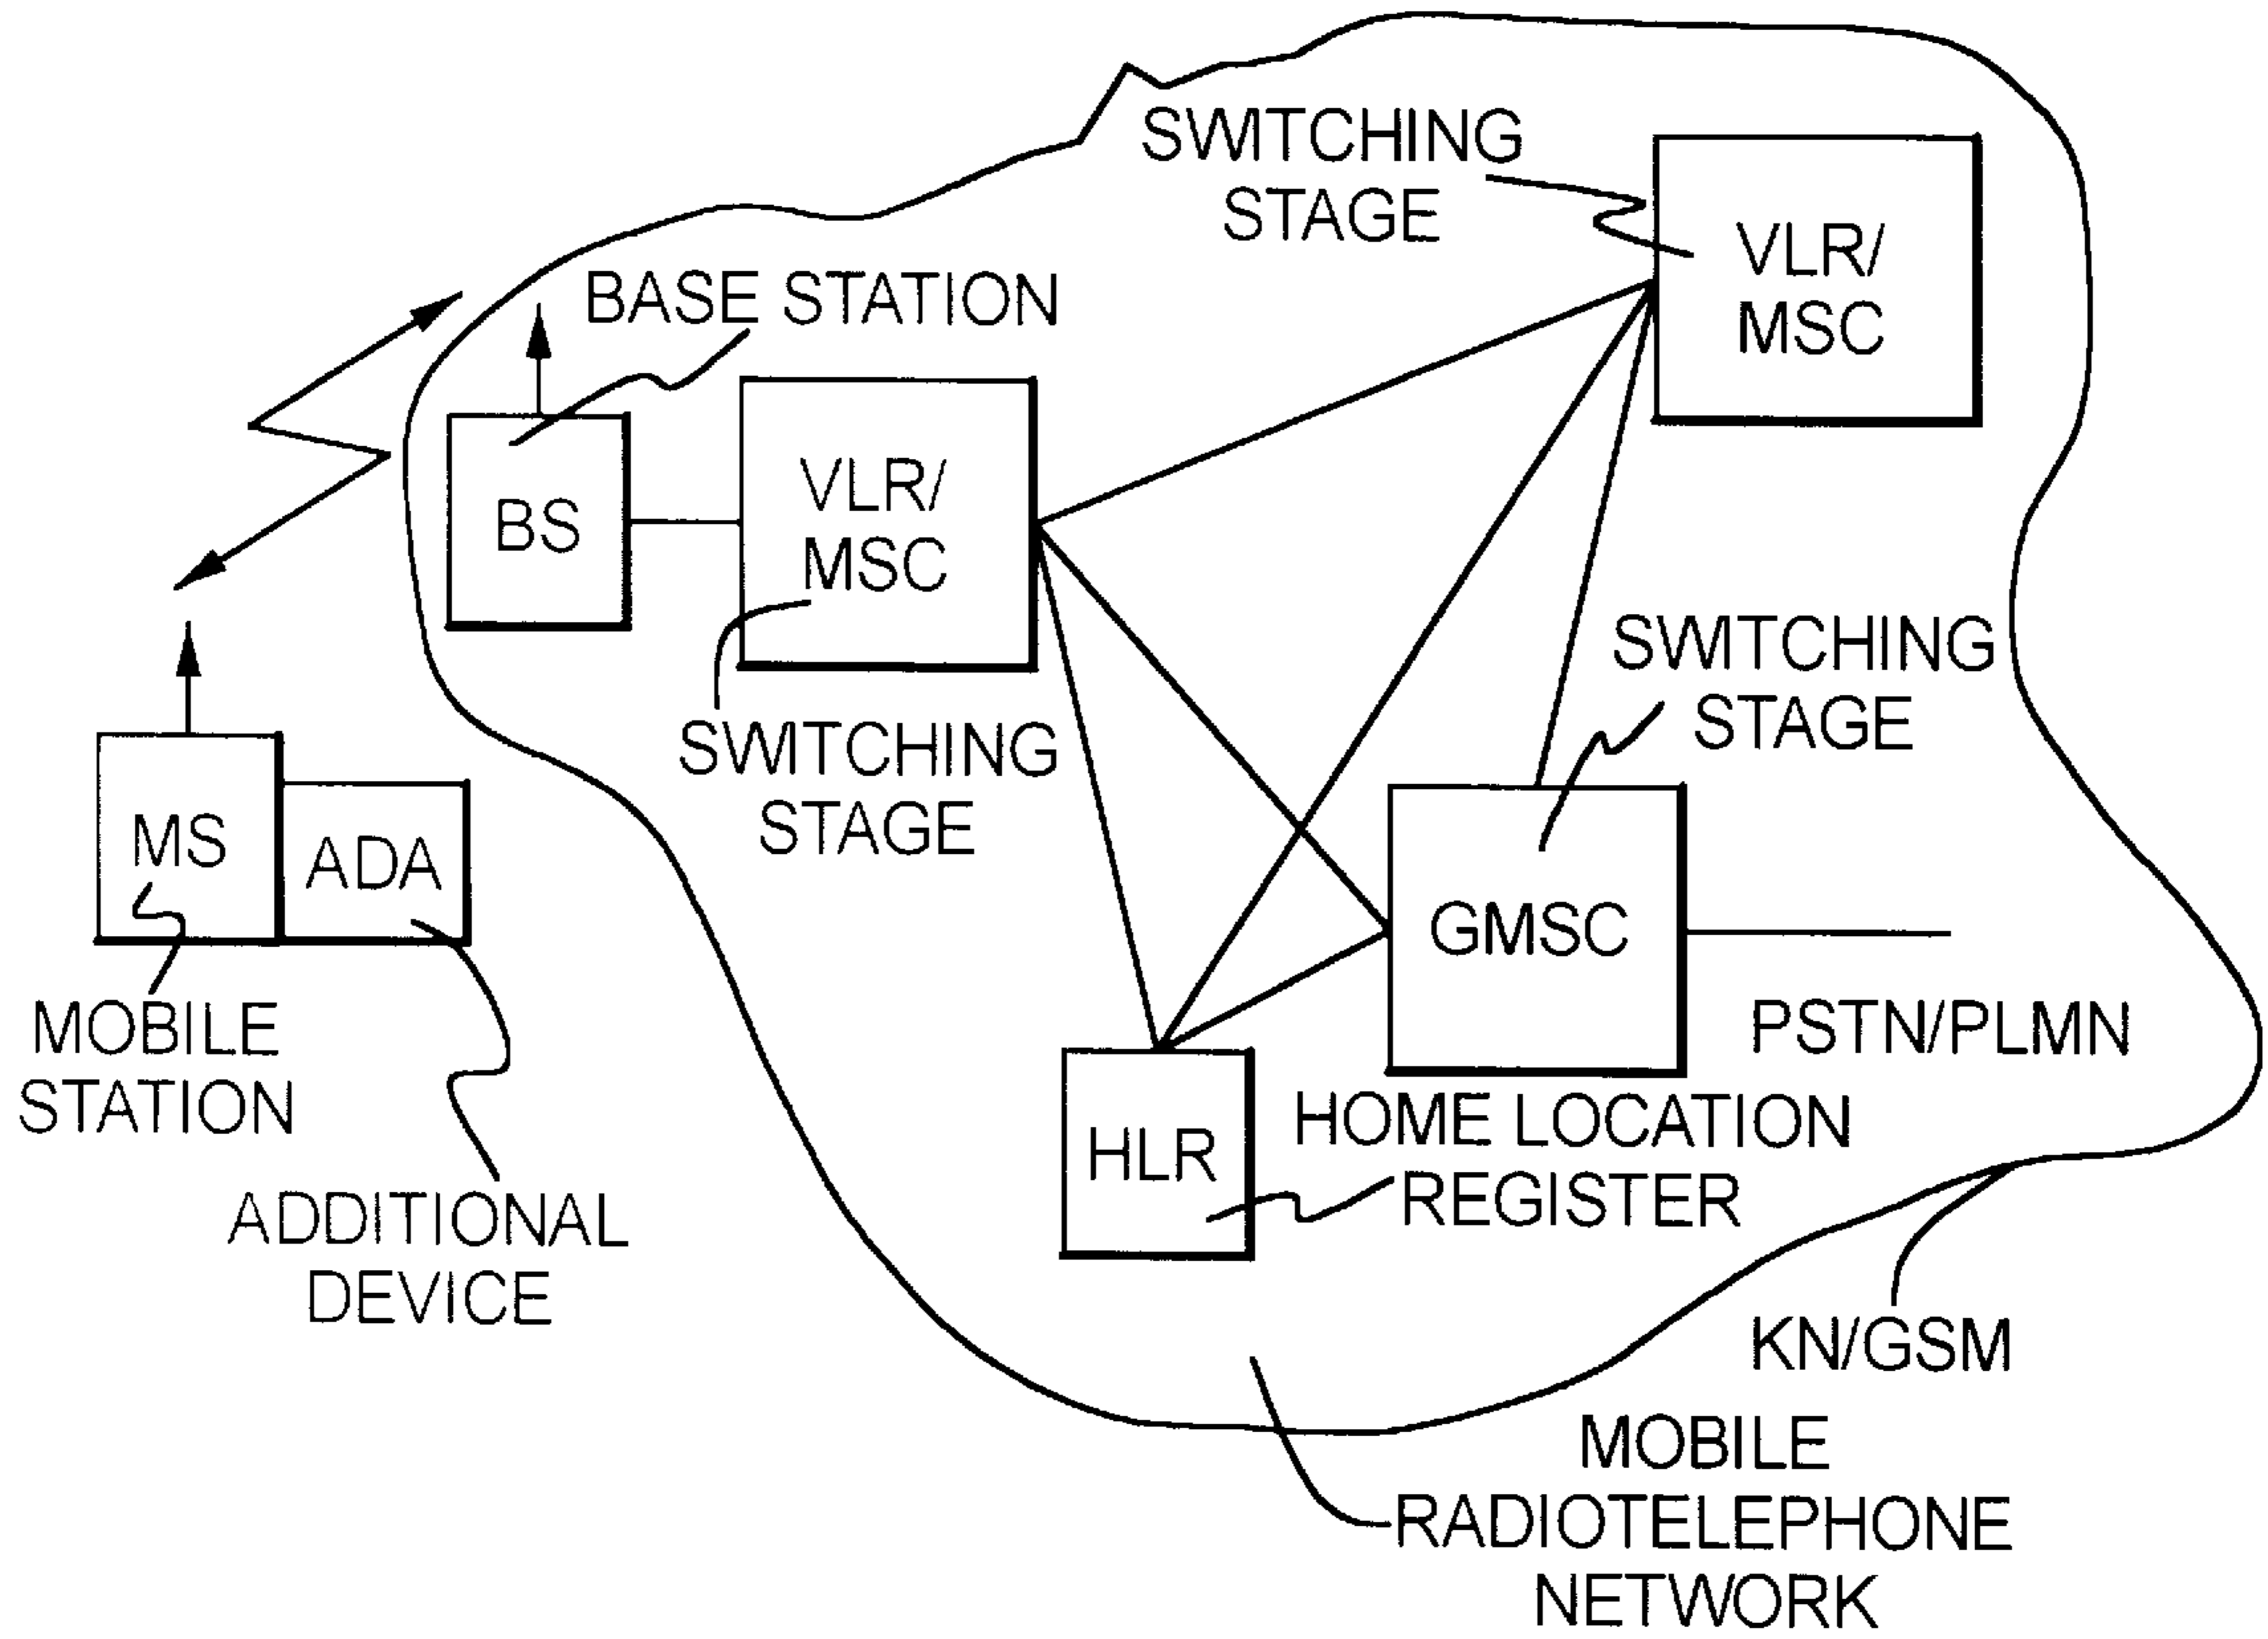 SWITCHING
STAGE
VLR/
MSC
BASE STATION
BS
VLR/
MSC
SWITCHING
STAGE
SWITCHING
STAGE
MS
ADA
GMSC
MOBILE
STATION
PSTN/PLMN
HLR
HOME LOCATION
REGISTER
ADDITIONAL
DEVICE
KN/GSM
MOBILE
RADIOTELEPHONE
NETWORK